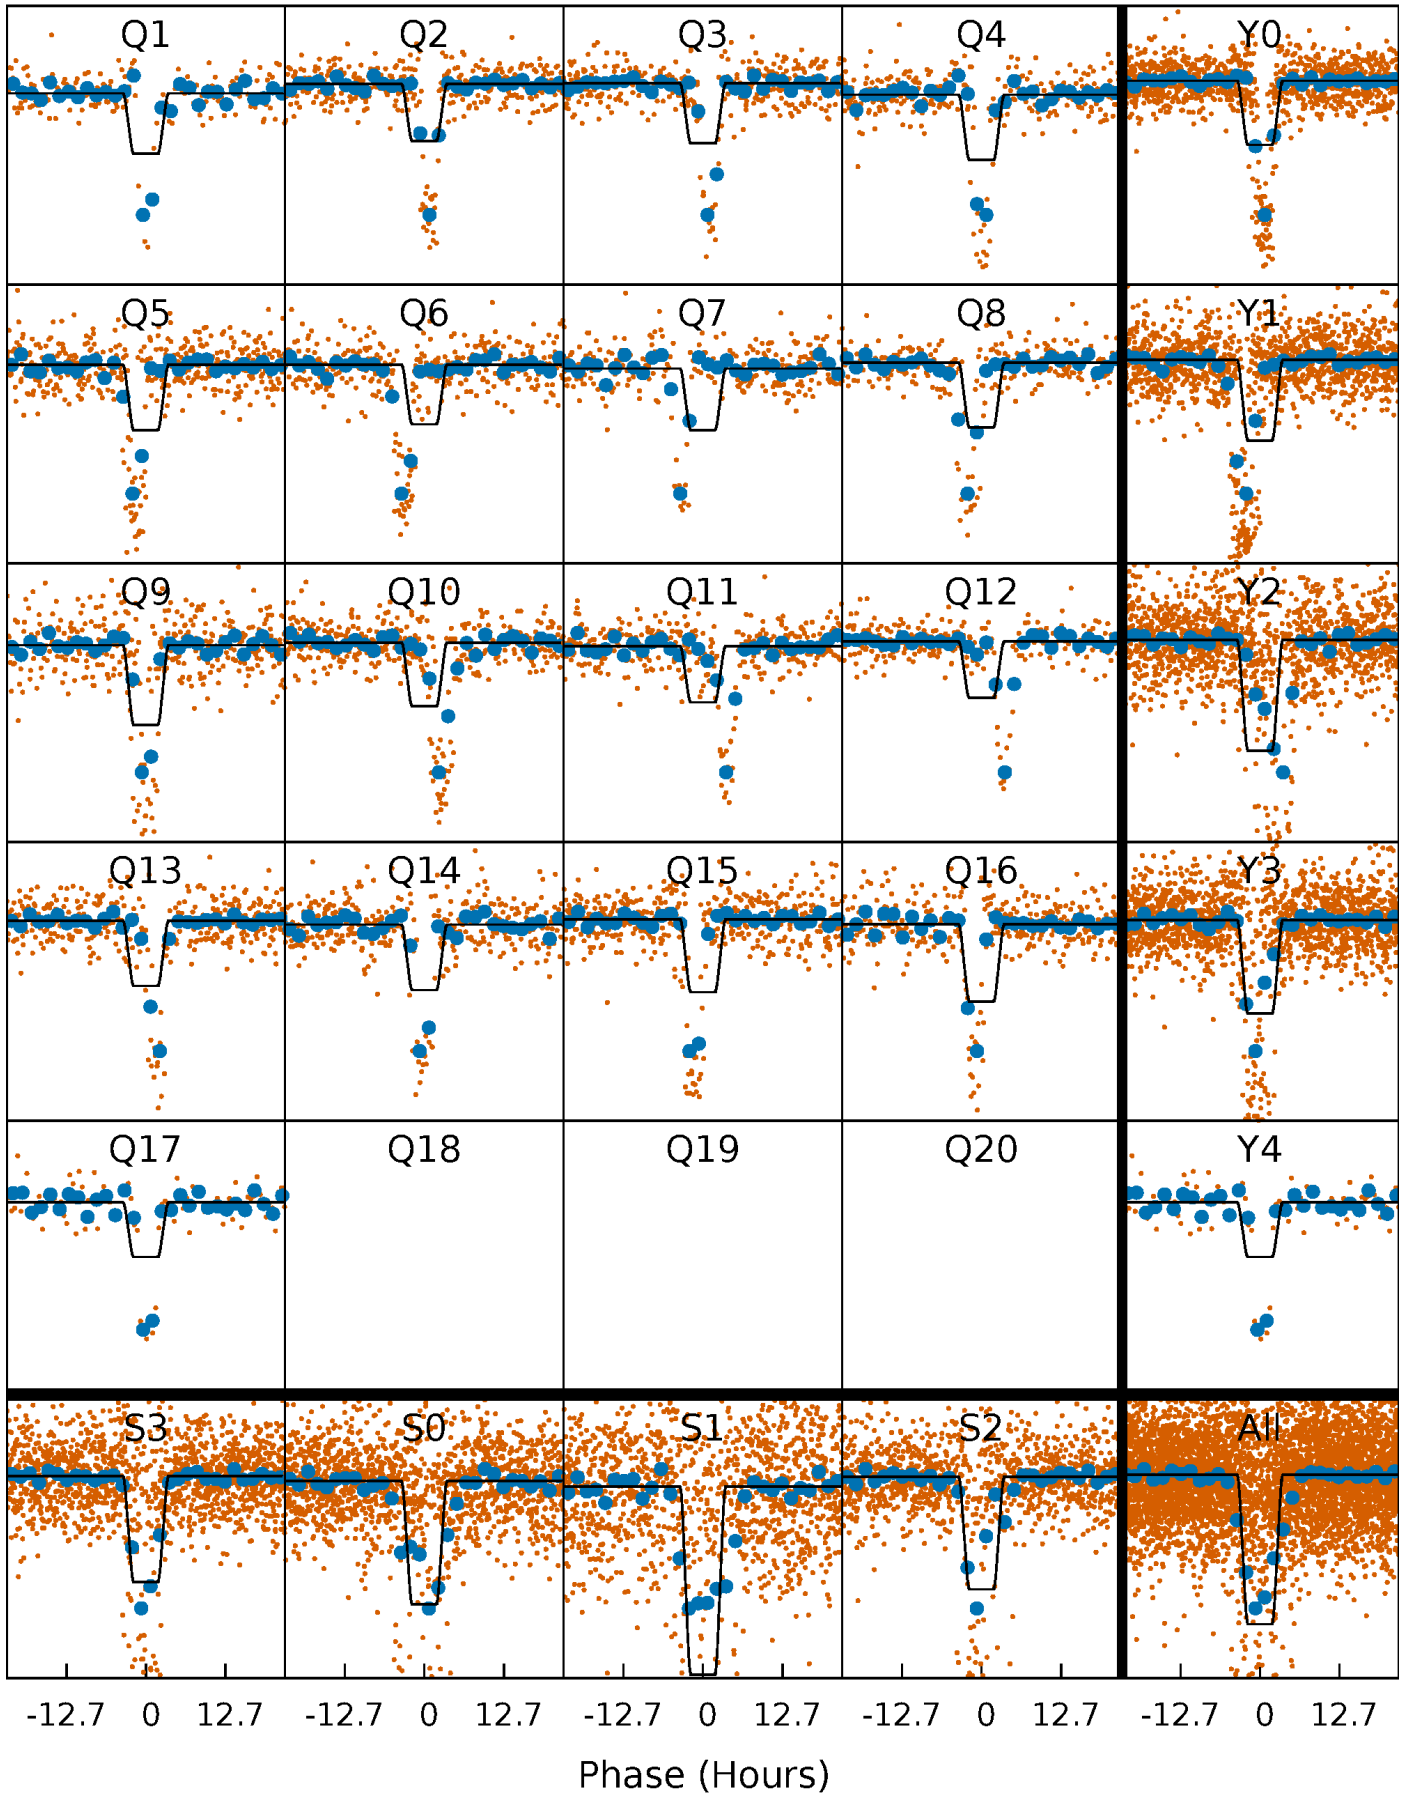 Q1 Q2 Q3 Q4 Y0
Q5 Q6 Q7 Q8 Y1
Q9 Q10 Q11 Q12 Y2
Q13 Q14 Q15 Q16 Y3
Q17 Q18 Q19 Q20 Y4
S3 S0 S1 S2 All
-12.7 0 12.7 -12.7 0 12.7 -12.7 0 12.7 -12.7 0 12.7 -12.7 0 12.7
Phase (Hours)